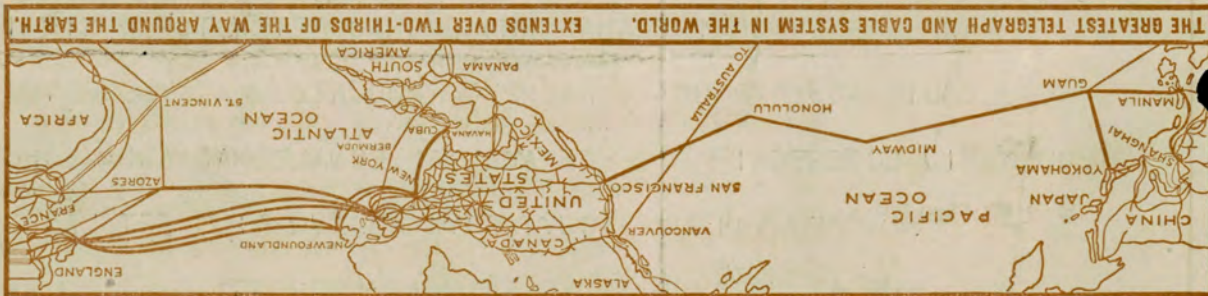 ALASKA
ENGLAND
CANADA
NEWFOUNDLAND
VANCOUVER
CHINA
JAPAN
PACIFIC
OCEAN
UNITED
STATES
FRANCE
YOKOHAMA
SAN FRANCISCO
NEW YORK
AZORES
SHANGHAI
MIDWAY
MEXICO
BERMUDA
ATLANTIC
OCEAN
AFRICA
HAVANA
CUBA
MANILA
HONOLULU
ST. VINCENT
GUAM
TO AUSTRALIA
PANAMA
SOUTH
AMERICA
THE GREATEST TELEGRAPH AND CABLE SYSTEM IN THE WORLD. EXTENDS OVER TWO-THIRDS OF THE WAY AROUND THE EARTH.